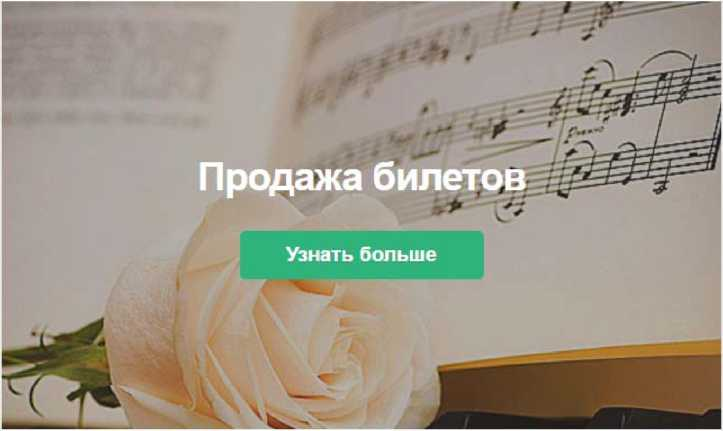 Продажа билетов
Узнать больше